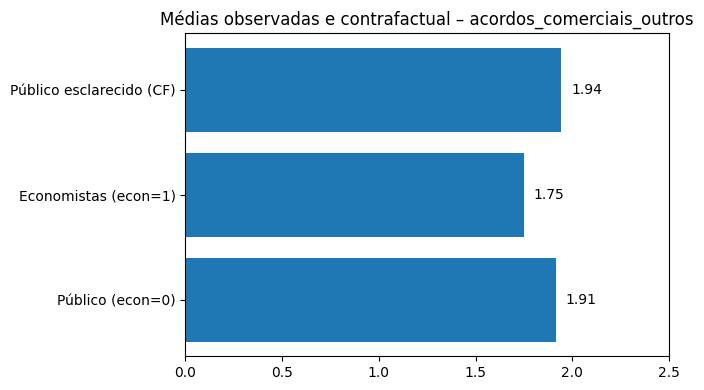 Médias observadas e contrafactual – acordos_comerciais_outros
Público esclarecido (CF)
1.94
Economistas (econ=1)
1.75
Público (econ=0)
1.91
0.0 0.5 1.0 1.5 2.0 2.5